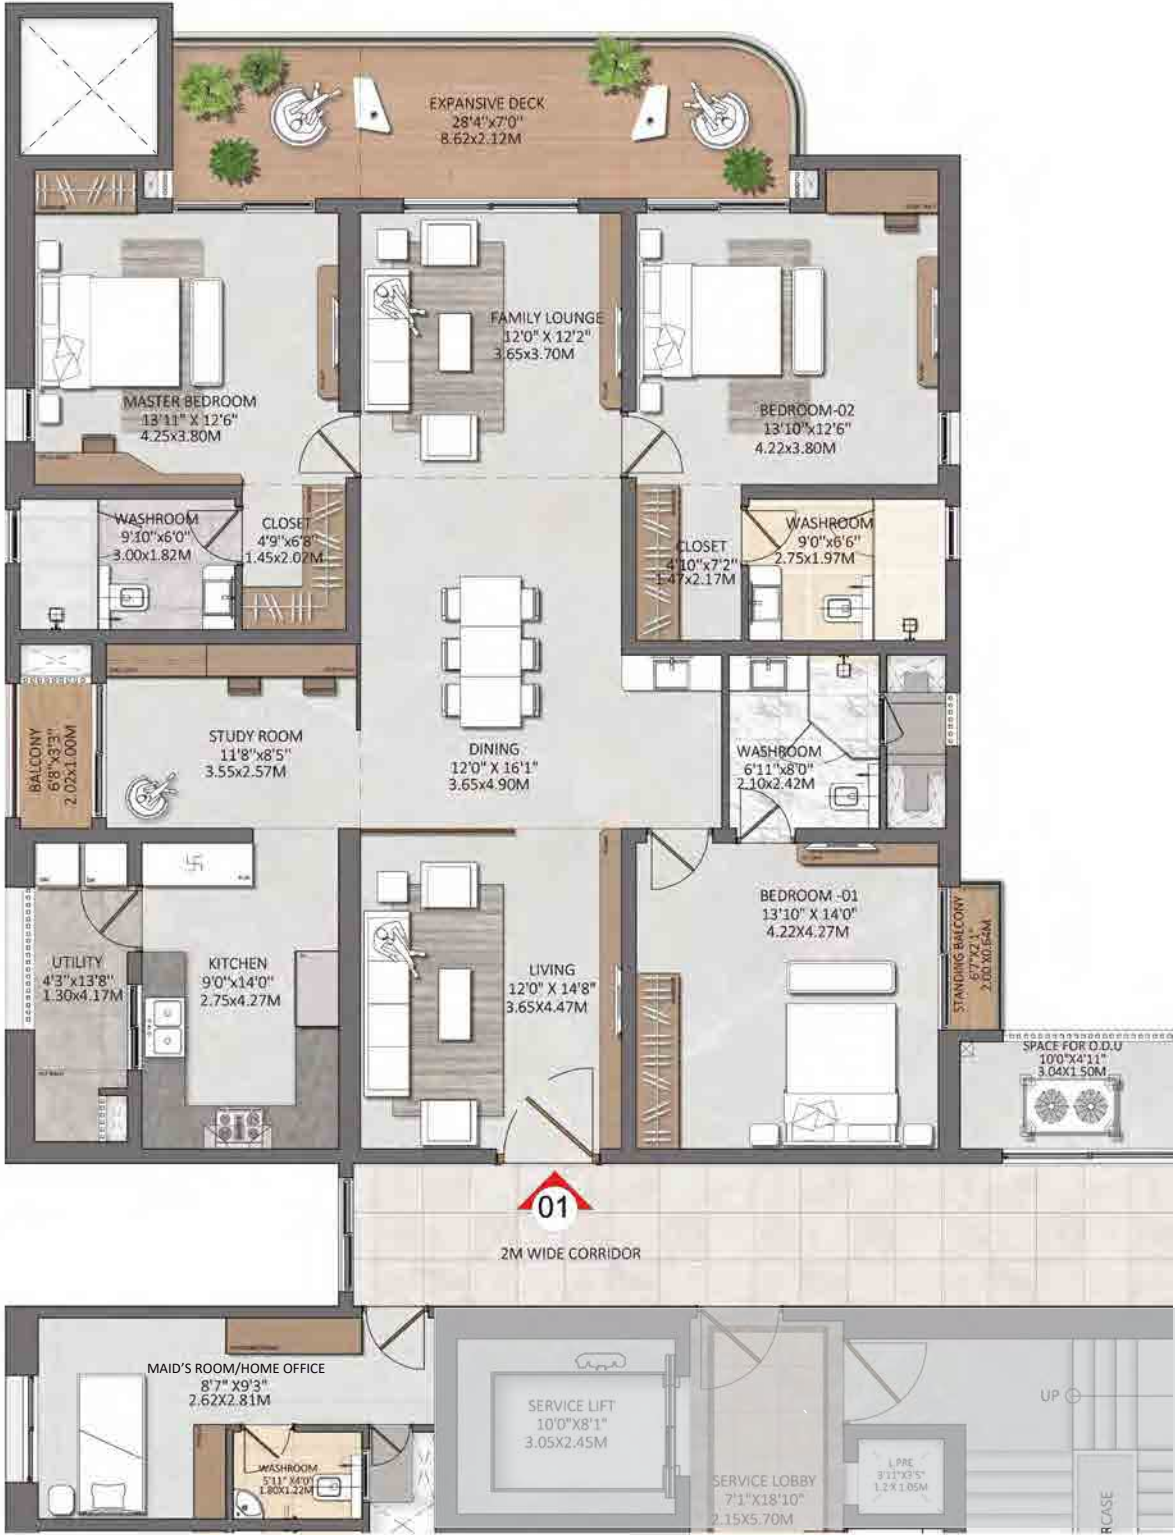 EXPANSIVE DECK
28'4"x7'0"
8.62x2.12M
FAMILY LOUNGE
12'0" X 12'2"
3.65x3.70M
MASTER BEDROOM
13'11" X 12'6"
4.25x3.80M
BEDROOM-02
13'10"x12'6"
4.22x3.80M
WASHROOM
9'10"x6'0"
3.00x1.82M
CLOSET
4'9"x6'8"
1.45x2.02M
CLOSET
4'10"x7'2"
1.47x2.17M
WASHROOM
9'0"x6'6"
2.75x1.97M
BALCONY
6'8"x3'3"
2.02x1.00M
STUDY ROOM
11'8"x8'5"
3.55x2.57M
DINING
12'0" X 16'1"
3.65x4.90M
WASHROOM
6'11"x8'0"
2.10x2.42M
BEDROOM -01
13'10" X 14'0"
4.22X4.27M
STANDING BALCONY
6'7"X2'1"
2.00X0.64M
UTILITY
4'3"x13'8"
1.30x4.17M
KITCHEN
9'0"x14'0"
2.75x4.27M
LIVING
12'0" X 14'8"
3.65X4.47M
SPACE FOR O.D.U
10'0"X4'11"
3.04X1.50M
01
2M WIDE CORRIDOR
MAID'S ROOM/HOME OFFICE
8'7" X9'3"
2.62X2.81M
WASHROOM
5'11" X4'0"
1.80X1.22M
SERVICE LIFT
10'0"X8'1"
3.05X2.45M
UP
SERVICE LOBBY
7'1"X18'10"
2.15X5.70M
L.PRE
3'11"X3'5"
1.2 X 1.05M
RCASE